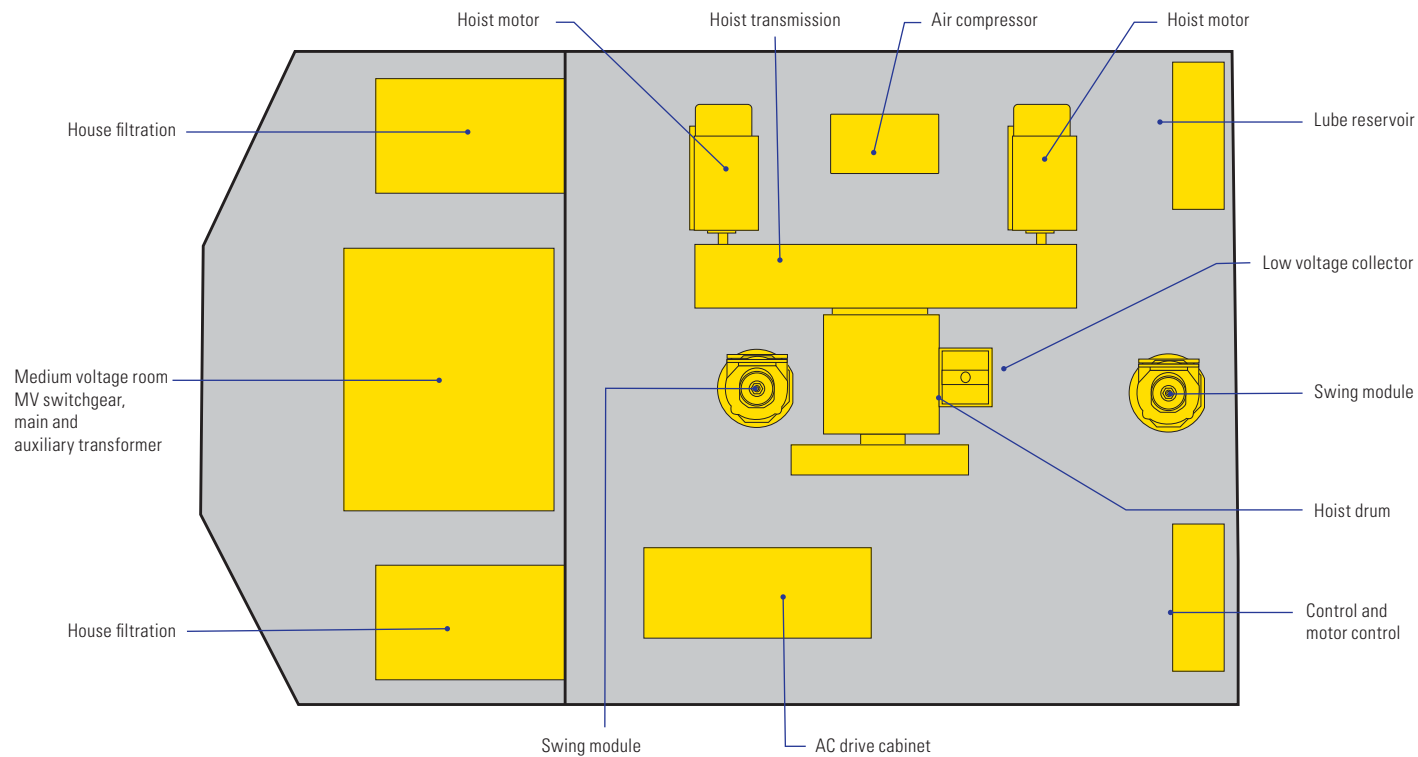 Hoist motor
Hoist transmission
Air compressor
Hoist motor
House filtration
Lube reservoir
Low voltage collector
Medium voltage room
MV switchgear,
main and
auxiliary transformer
Swing module
Hoist drum
House filtration
Control and
motor control
Swing module
AC drive cabinet